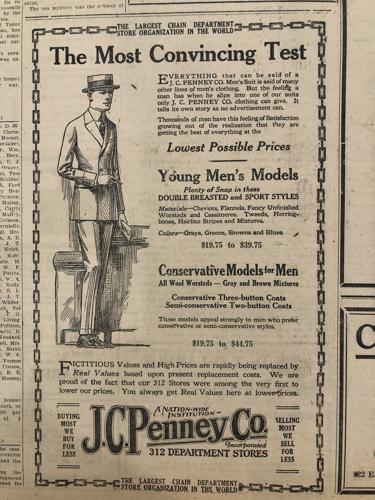 THE LARGEST CHAIN DEPARTMENT
STORE ORGANIZATION IN THE WORLD
The Most Convincing Test
EVERYTHING that can be said of a
J. C. PENNEY CO. Men's Suit is said of many
other lines of men's clothing. But the feeling
a man has when he slips into one of our suits
only J. C. PENNEY CO. clothing can give. It
tells its own story as no advertisement can.
Thousands of men have this feeling of Satisfaction
growing out of the realization that they are
getting the best of everything at the
Lowest Possible Prices
Young Men's Models
Plenty of Snap in these
DOUBLE BREASTED and SPORT STYLES
Materials—Cheviots, Flannels, Fancy Unfinished
Worsteds and Cassimeres. Tweeds, Herring-
bones, Hairline Stripes and Mixtures.
Colors—Grays, Greens, Browns and Blues.
$19.75 to $39.75
Conservative Models for Men
All Wool Worsteds — Gray and Brown Mixtures
Conservative Three-button Coats
Semi-conservative Two-button Coats
These models appeal strongly to men who prefer
conservative or semi-conservative styles.
$19.75 to $44.75
FICTITIOUS Values and High Prices are rapidly being replaced by
Real Values based upon present replacement costs. We are
proud of the fact that our 312 Stores were among the very first to
lower our prices. You always get Real Values here at lower prices.
BUYING
MOST
WE
BUY
FOR
LESS
A NATION-WIDE
INSTITUTION
J.C. Penney Co.
Incorporated
312 DEPARTMENT STORES
SELLING
MOST
WE
SELL
FOR
LESS
THE LARGEST CHAIN DEPARTMENT
STORE ORGANIZATION IN THE WORLD